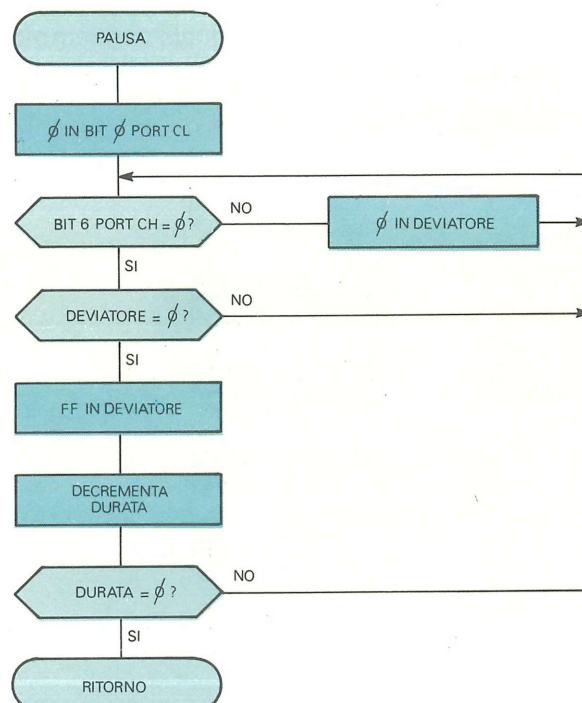 PAUSA
∅ IN BIT ∅ PORT CL
BIT 6 PORT CH = ∅?
NO
∅ IN DEVIATORE
SI
DEVIATORE = ∅?
NO
SI
FF IN DEVIATORE
DECREMENTA
DURATA
DURATA = ∅?
NO
SI
RITORNO